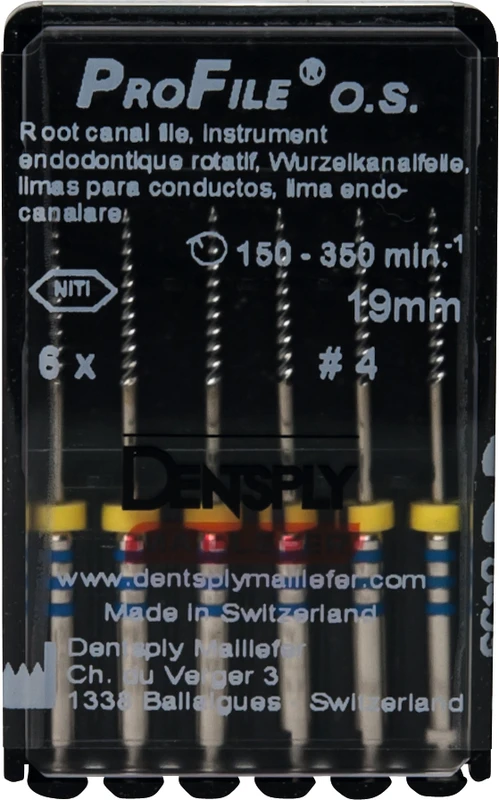 PROFILE® O.S.
Root canal file, instrument
endodontique rotatif, Wurzelkanalfeile,
limas para conductos, lima endo-
canalare.
150 - 350 min.-1
NITI
19mm
6 x # 4
DENTSPLY
www.dentsplymaillefer.com
Made in Switzerland
Dentsply Maillefer
Ch. du Verger 3
1338 Ballaigues Switzerland